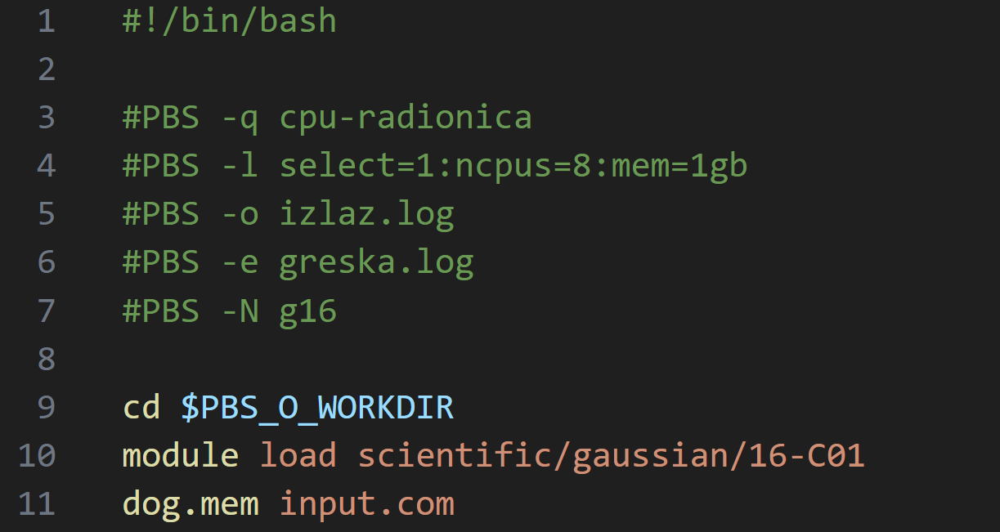 1 #!/bin/bash
2
3 #PBS -q cpu-radionica
4 #PBS -l select=1:ncpus=8:mem=1gb
5 #PBS -o izlaz.log
6 #PBS -e greska.log
7 #PBS -N g16
8
9 cd $PBS_O_WORKDIR
10 module load scientific/gaussian/16-C01
11 dog.mem input.com